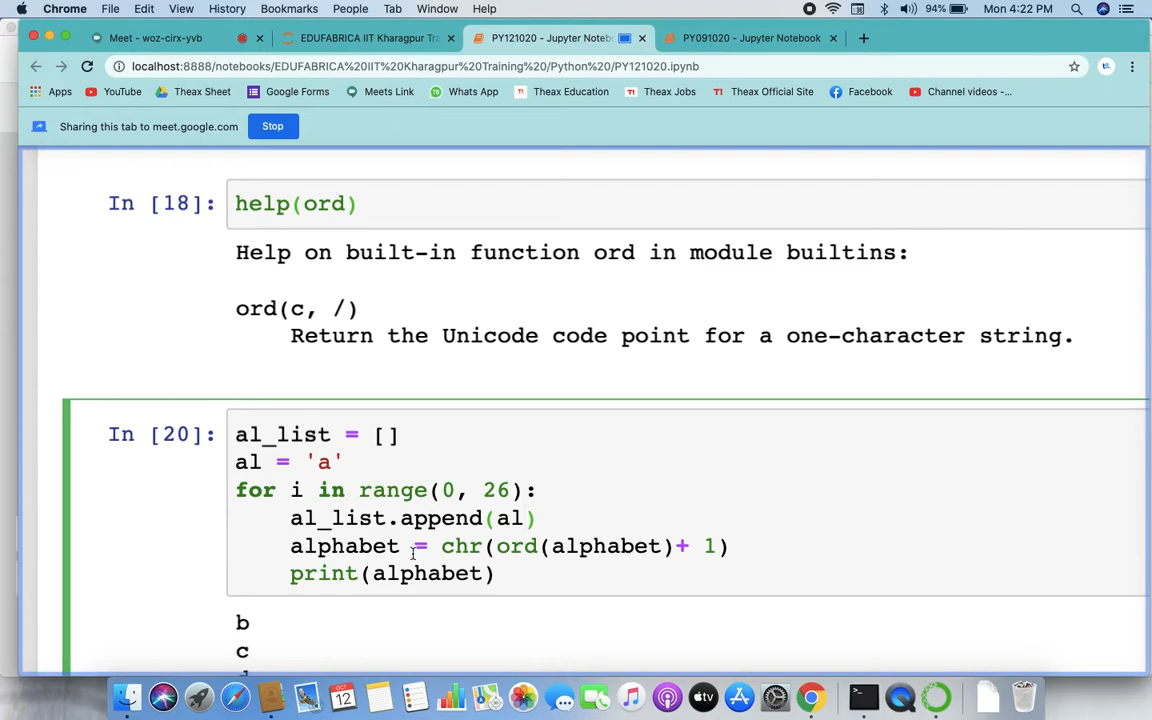 Chrome File Edit View History Bookmarks People Tab Window Help 94% Mon 4:22 PM
Meet - woz-cirx-yvb EDUFABRICA IIT Kharagpur Tra PY121020 - Jupyter Noteb PY091020 - Jupyter Notebook
localhost:8888/notebooks/EDUFABRICA%20IIT%20Kharagpur%20Training%20/Python%20/PY121020.ipynb
Apps YouTube Theax Sheet Google Forms Meets Link Whats App Theax Education Theax Jobs Theax Official Site Facebook Channel videos -...
Sharing this tab to meet.google.com Stop
In [18]: help(ord)
Help on built-in function ord in module builtins:
ord(c, /)
Return the Unicode code point for a one-character string.
In [20]: al_list = []
al = 'a'
for i in range(0, 26):
al_list.append(al)
alphabet = chr(ord(alphabet)+ 1)
print(alphabet)
b
c
OCT
12
tv